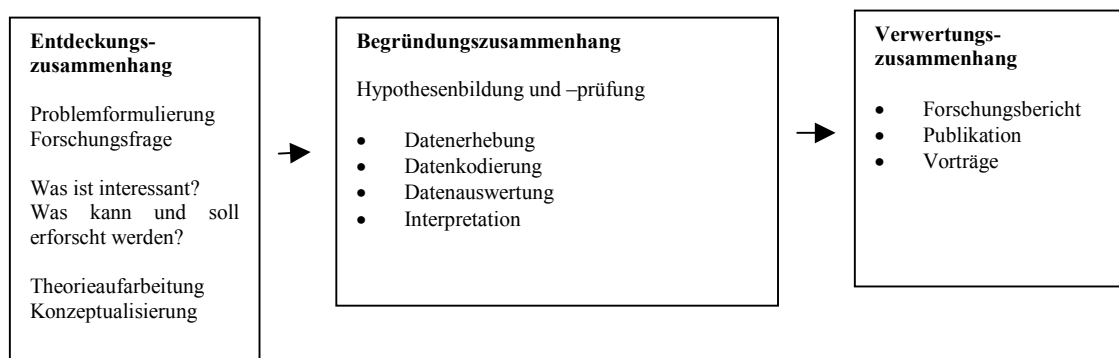 Entdeckungs-
zusammenhang
Problemformulierung
Forschungsfrage
Was ist interessant?
Was kann und soll
erforscht werden?
Theorieaufarbeitung
Konzeptualisierung
Begründungszusammenhang
Hypothesenbildung und –prüfung
• Datenerhebung
• Datenkodierung
• Datenauswertung
• Interpretation
Verwertungs-
zusammenhang
• Forschungsbericht
• Publikation
• Vorträge